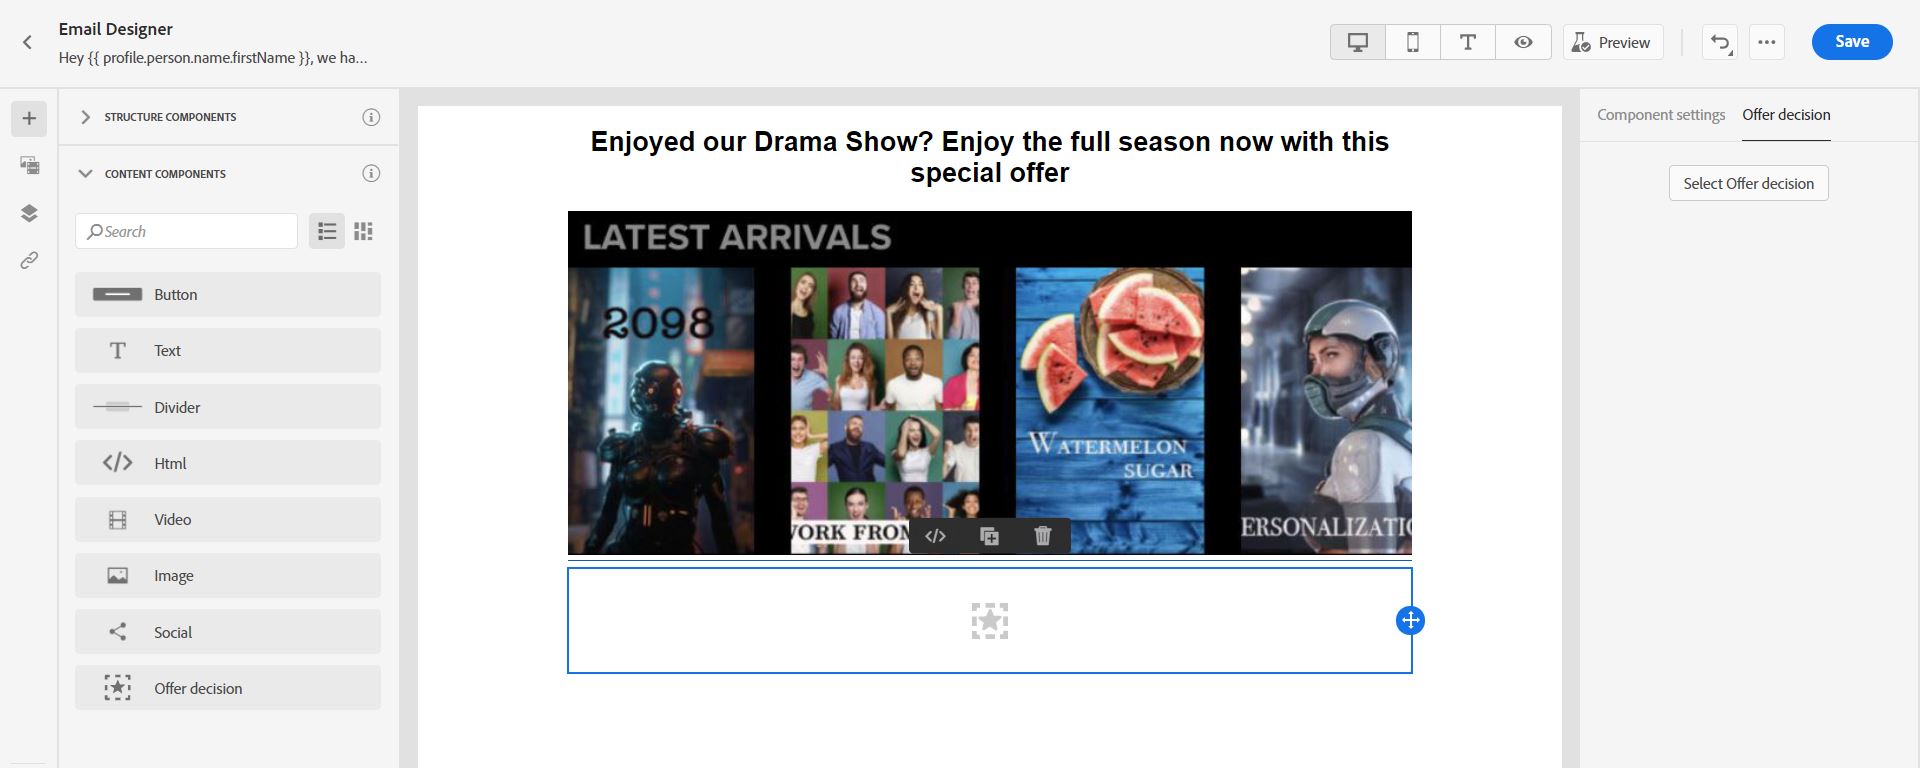 Email Designer
Hey {{ profile.person.name.firstName }}, we ha...
Preview
Save
STRUCTURE COMPONENTS
CONTENT COMPONENTS
Search
Button
Text
Divider
Html
Video
Image
Social
Offer decision
Enjoyed our Drama Show? Enjoy the full season now with this
special offer
LATEST ARRIVALS
2098
WORK FROM
WATERMELON
SUGAR
ERSONALIZATIO
Component settings
Offer decision
Select Offer decision